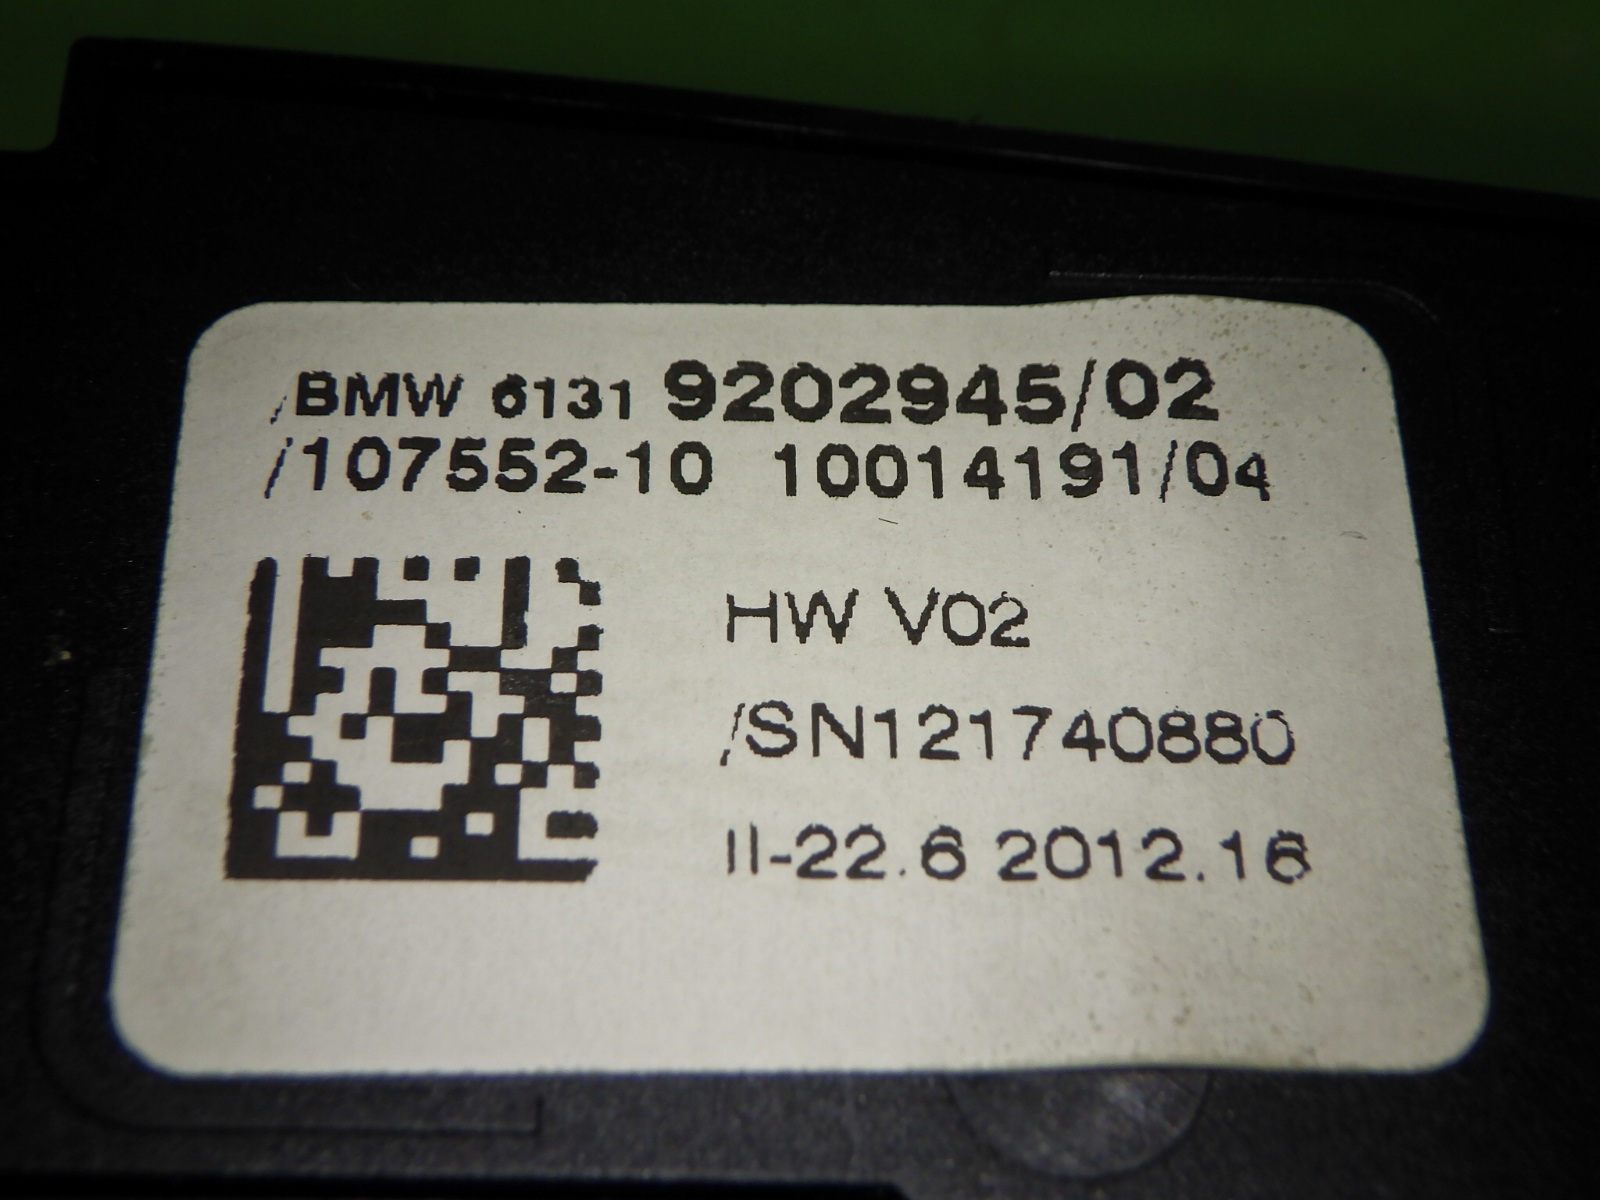 /BMW 6131 9202945/02
/107552-10 10014191/04
HW V02
/SN121740880
II-22.6 2012.16